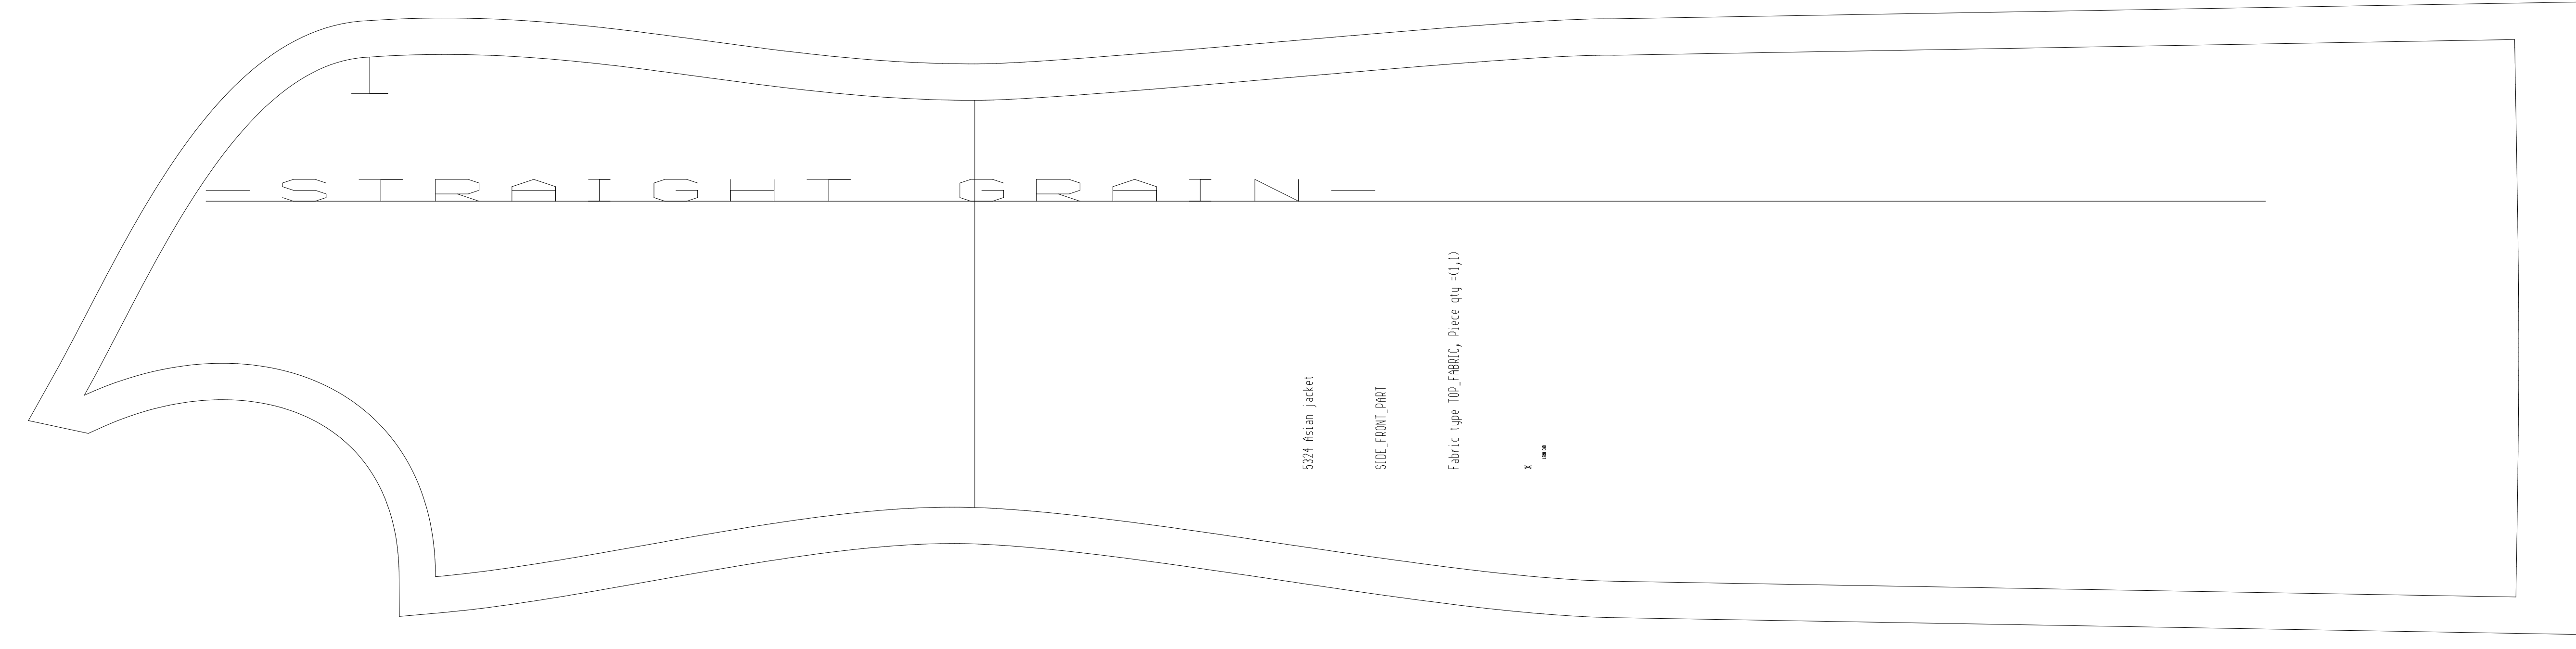 -STRAIGHT GRAIN-
5324 Asian jacket
SIDE_FRONT_PART
Fabric type TOP_FABRIC, Piece qty =(1,1)
X